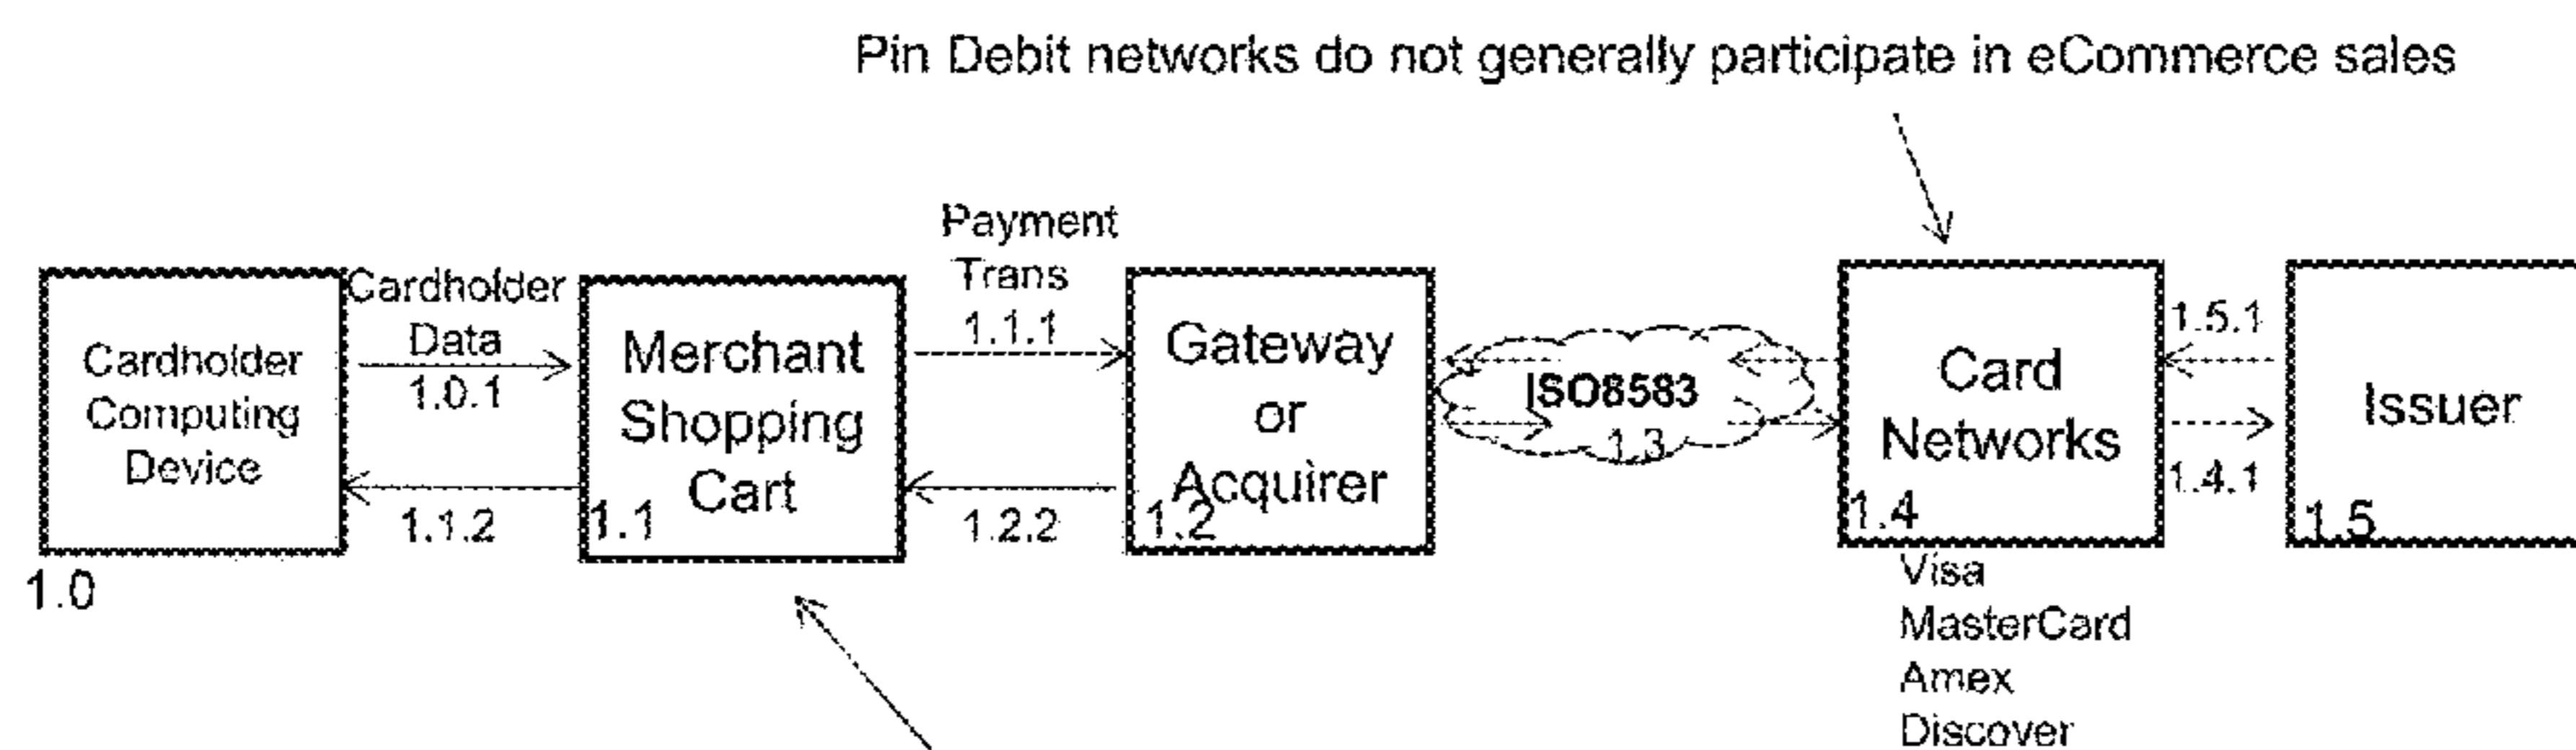 Pin Debit networks do not generally participate in eCommerce sales
Cardholder
Computing
Device
1.0
Cardholder
Data
1.0.1
1.1.2
Merchant
Shopping
Cart
1.1
Payment
Trans
1.1.1
1.2.2
Gateway
or
Acquirer
1.2
ISO8583
1.3
Card
Networks
1.4
Visa
MasterCard
Amex
Discover
1.5.1
1.4.1
Issuer
1.5